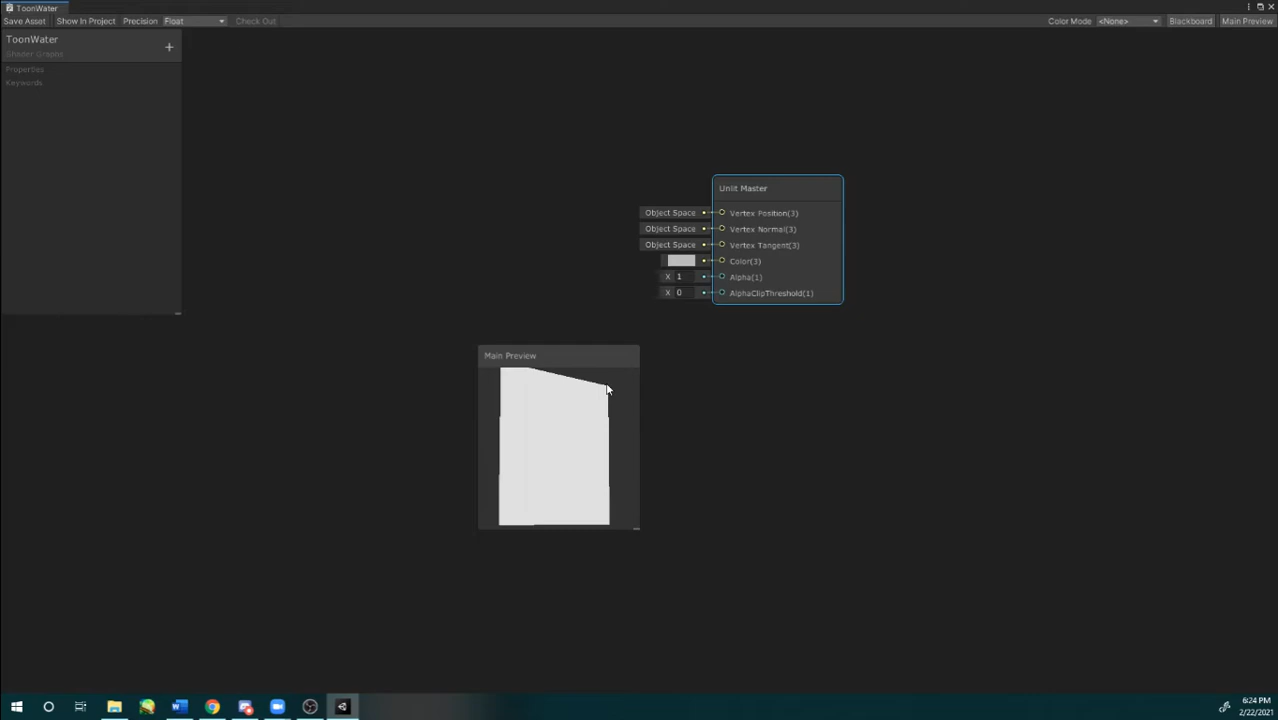 ToonWater
Save Asset Show In Project Precision Float Check Out Color Mode <None> Blackboard Main Preview
ToonWater
Shader Graphs
Properties
Keywords
Unlit Master
Object Space Vertex Position(3)
Object Space Vertex Normal(3)
Object Space Vertex Tangent(3)
Color(3)
X 1 Alpha(1)
X 0 AlphaClipThreshold(1)
Main Preview
6:24 PM
2/22/2021